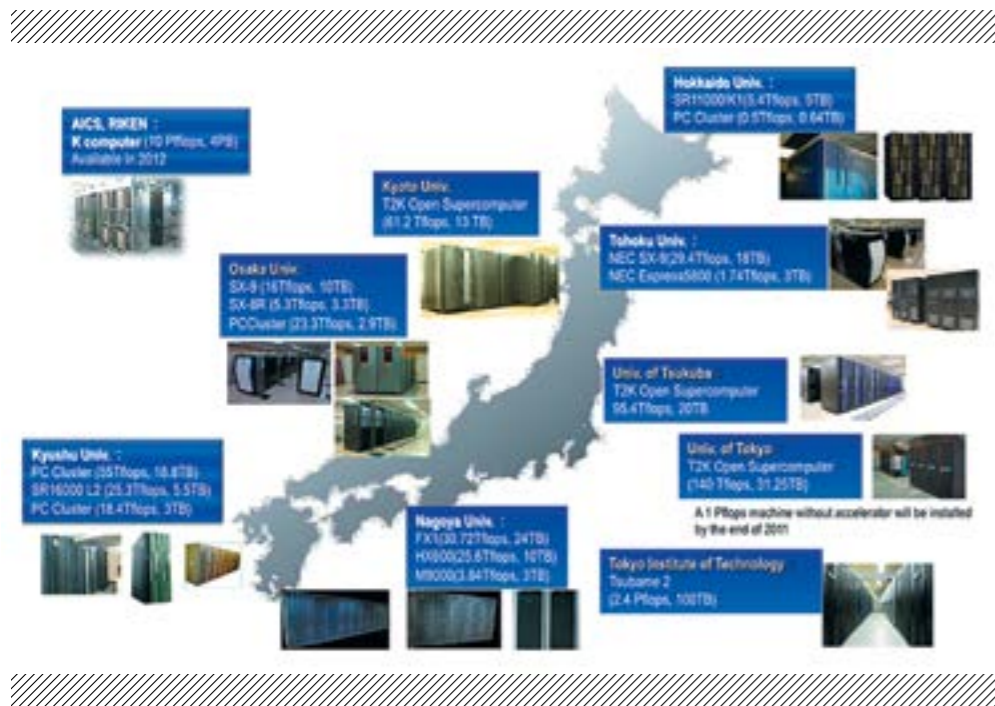 Hokkaido Univ. :
SR11000/K1(5.4Tflops, 5TB)
PC Cluster (0.5Tflops, 0.64TB)
AICS, RIKEN :
K computer (10 Pflops, 4PB)
Available in 2012
Kyoto Univ.
T2K Open Supercomputer
(61.2 Tflops, 13 TB)
Tohoku Univ. :
NEC SX-9(29.4Tflops, 18TB)
NEC Express5800 (1.74Tflops, 3TB)
Osaka Univ. :
SX-9 (16Tflops, 10TB)
SX-8R (5.3Tflops, 3.3TB)
PCCluster (23.3Tflops, 2.9TB)
Univ. of Tsukuba :
T2K Open Supercomputer
95.4Tflops, 20TB
Univ. of Tokyo
T2K Open Supercomputer
(140 Tflops, 31.25TB)
A 1 Pflops machine without accelerator will be installed
by the end of 2011
Kyushu Univ. :
PC Cluster (55Tflops, 18.8TB)
SR16000 L2 (25.3Tflops, 5.5TB)
PC Cluster (18.4Tflops, 3TB)
Nagoya Univ. :
FX1(30.72Tflops, 24TB)
HX600(25.6Tflops, 10TB)
M9000(3.84Tflops, 3TB)
Tokyo Institute of Technology
Tsubame 2
(2.4 Pflops, 100TB)